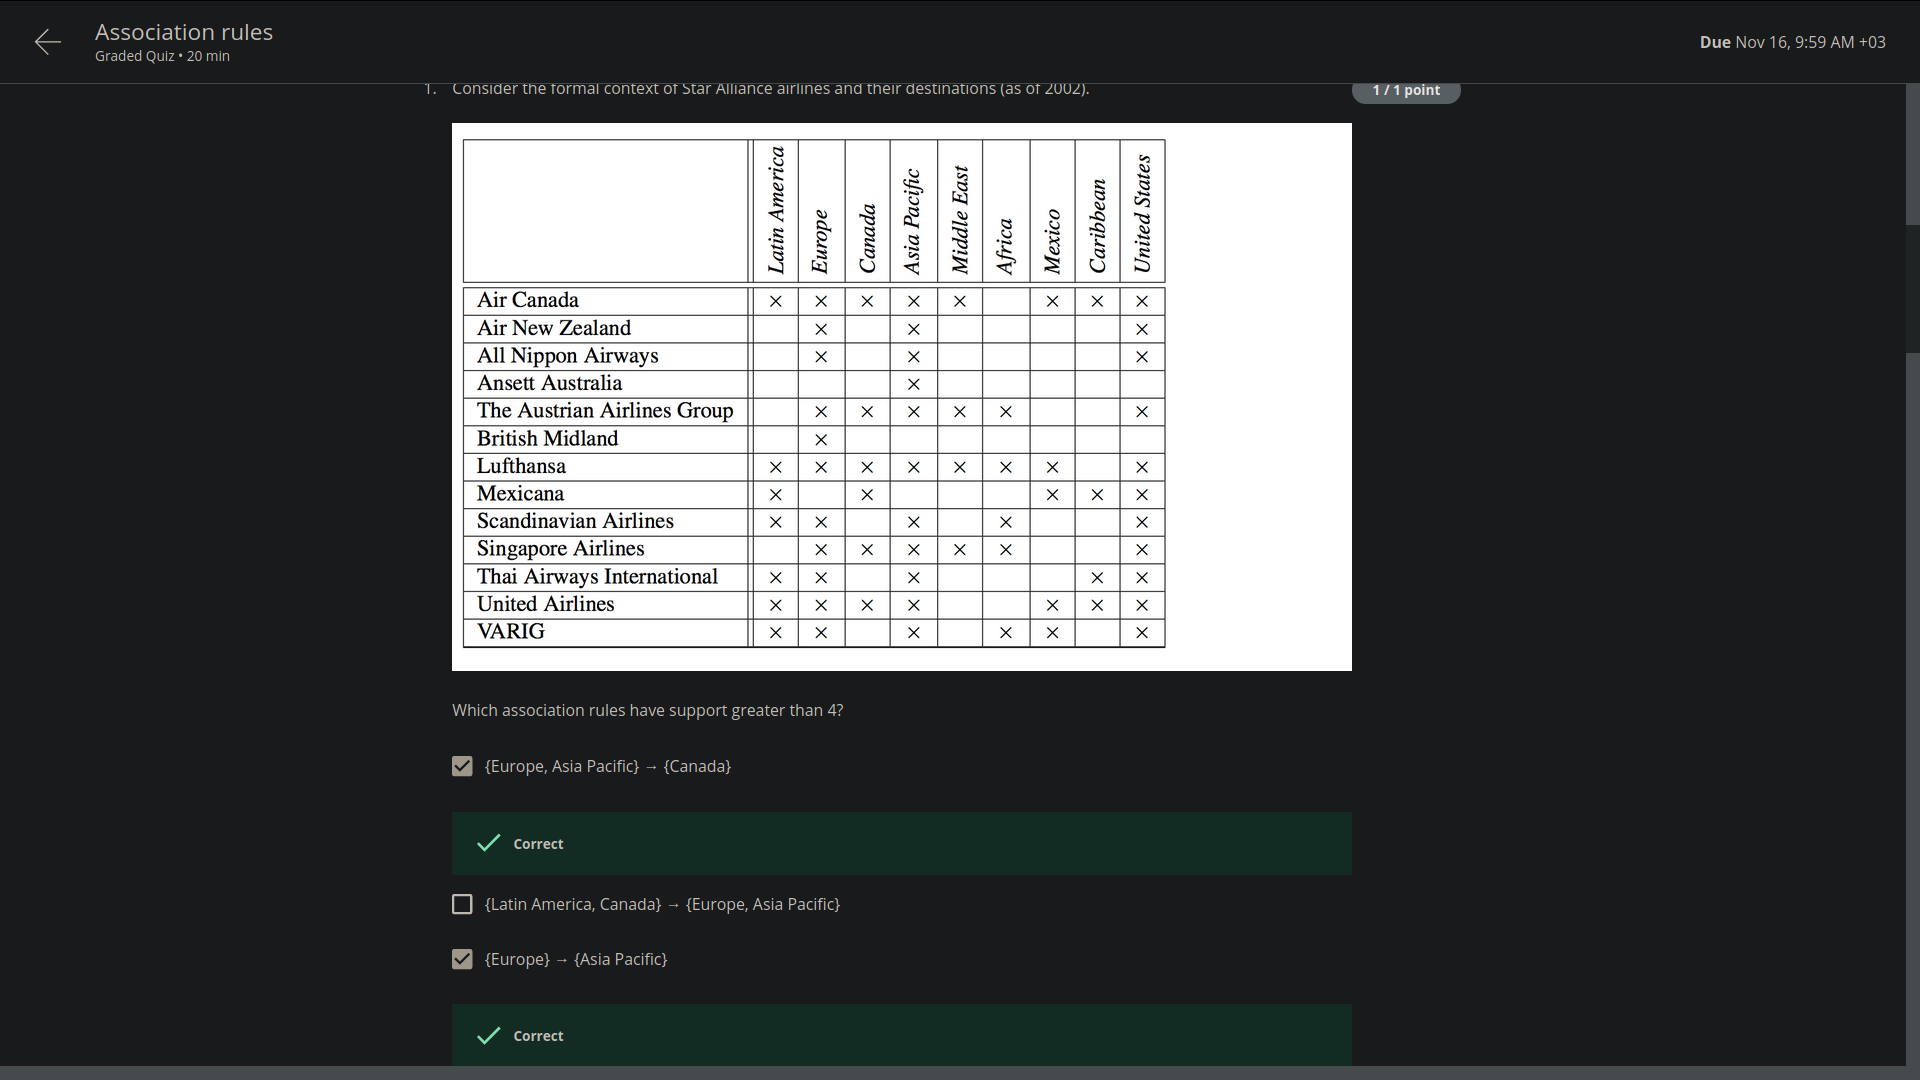 Association rules
Graded Quiz • 20 min
Due Nov 16, 9:59 AM +03
1. Consider the formal context of Star Alliance airlines and their destinations (as of 2002).
1 / 1 point
Latin America Europe Canada Asia Pacific Middle East Africa Mexico Caribbean United States
Air Canada × × × × × × × ×
Air New Zealand × × ×
All Nippon Airways × × ×
Ansett Australia ×
The Austrian Airlines Group × × × × × ×
British Midland ×
Lufthansa × × × × × × × ×
Mexicana × × × × ×
Scandinavian Airlines × × × × ×
Singapore Airlines × × × × × ×
Thai Airways International × × × × ×
United Airlines × × × × × × ×
VARIG × × × × × ×
Which association rules have support greater than 4?
{Europe, Asia Pacific} → {Canada}
Correct
{Latin America, Canada} → {Europe, Asia Pacific}
{Europe} → {Asia Pacific}
Correct